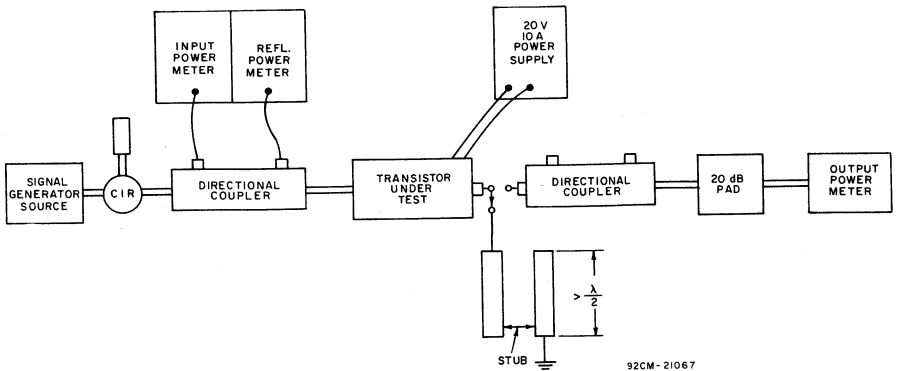 INPUT
POWER
METER
REFL.
POWER
METER
20 V
10 A
POWER
SUPPLY
SIGNAL
GENERATOR
SOURCE
CIR
DIRECTIONAL
COUPLER
TRANSISTOR
UNDER
TEST
DIRECTIONAL
COUPLER
20 dB
PAD
OUTPUT
POWER
METER
> λ/2
STUB
92CM-21067